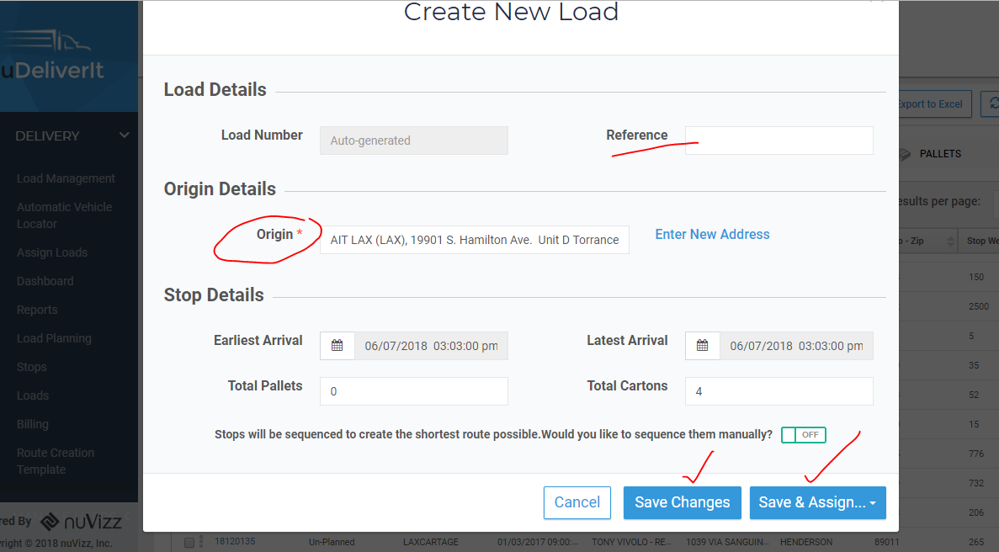 Create New Load
uDeliverIt
Load Details
Export to Excel
DELIVERY
Load Number
Auto-generated
Reference
PALLETS
Load Management
Origin Details
Automatic Vehicle
Locator
results per page:
Origin *
AIT LAX (LAX), 19901 S. Hamilton Ave. Unit D Torrance
Enter New Address
- Zip
Stop We
Assign Loads
Dashboard
150
Stop Details
Reports
2500
Load Planning
Earliest Arrival
06/07/2018 03:03:00 pm
Latest Arrival
06/07/2018 03:03:00 pm
5
Stops
35
Loads
Total Pallets
0
Total Cartons
4
52
Billing
15
Stops will be sequenced to create the shortest route possible.Would you like to sequence them manually?
OFF
Route Creation
Template
776
732
Cancel
Save Changes
Save & Assign...
206
red By nuVizz
right © 2018 nuVizz, Inc.
18120135
Un-Planned
LAXCARTAGE
01/03/2017 09:00:...
TONY VIVOLO - RE...
1039 VIA SANGUIN...
HENDERSON
89011
265